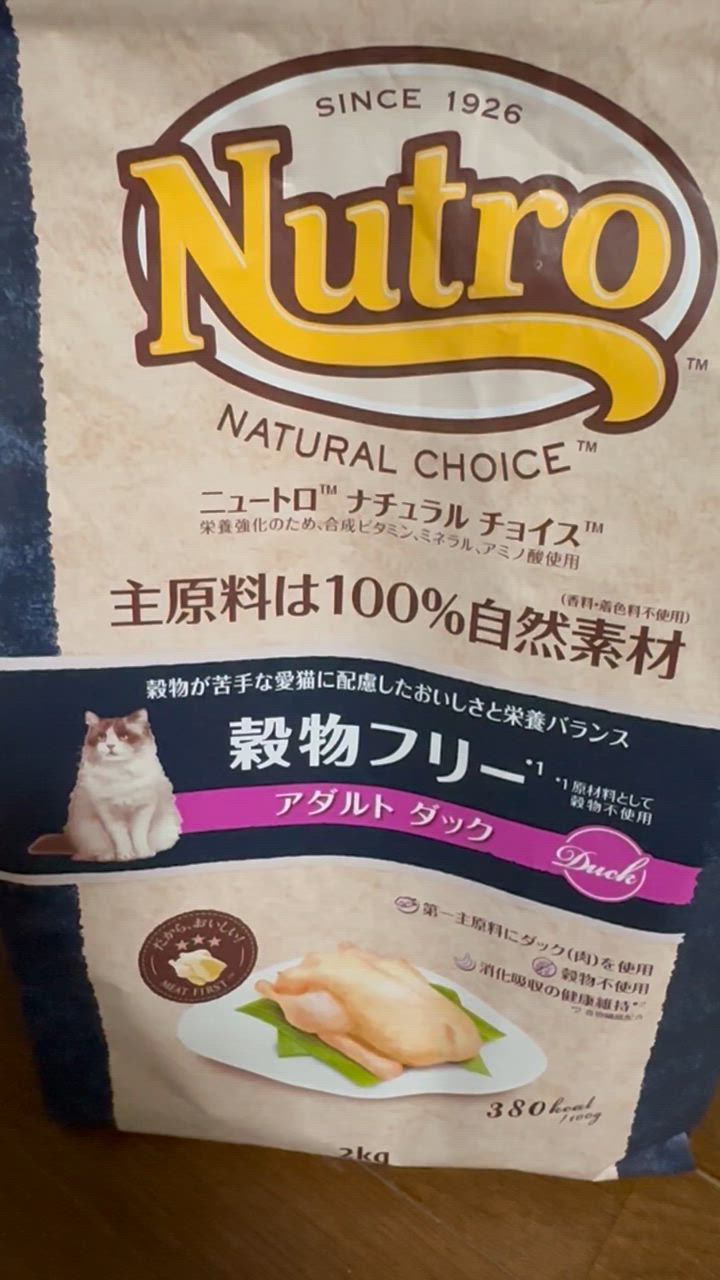 SINCE 1926
Nutro
TM
NATURAL CHOICE™
ニュートロ™ ナチュラル チョイス™
栄養強化のため、合成ビタミン、ミネラル、アミノ酸使用
(香料・着色料不使用)
主原料は100%自然素材
穀物が苦手な愛猫に配慮したおいしさと栄養バランス
穀物フリー*1
*1 原材料として
穀物不使用
アダルト ダック
Duck
だから、おいしい!
MEAT FIRST
第一主原料にダック(肉)を使用
穀物不使用
消化吸収の健康維持*2
380kcal
/100g
2kg